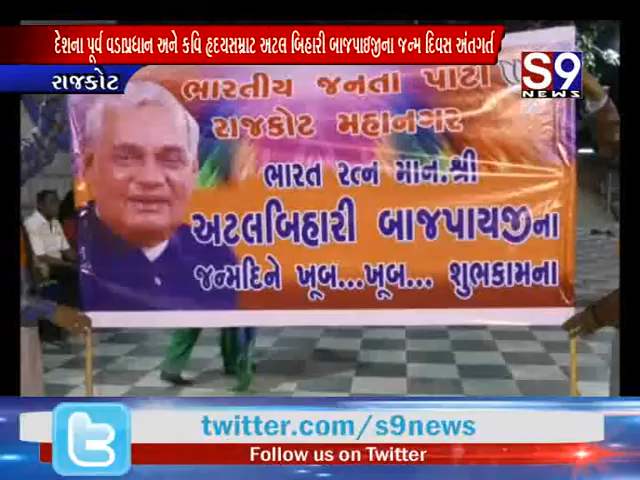 દેશના પૂર્વ વડાપ્રધાન અને કવિ હૃદયસમ્રાટ અટલ બિહારી બાજપાઇજીના જન્મ દિવસ અંતર્ગત
રાજકોટ
S9
NEWS
ભારતીય જનતા પાર્ટી
રાજકોટ મહાનગર
ભારત રત્ન માન.શ્રી
અટલબિહારી બાજપાયજીના
જન્મદિને ખૂબ...ખૂબ... શુભકામના
twitter.com/s9news
Follow us on Twitter